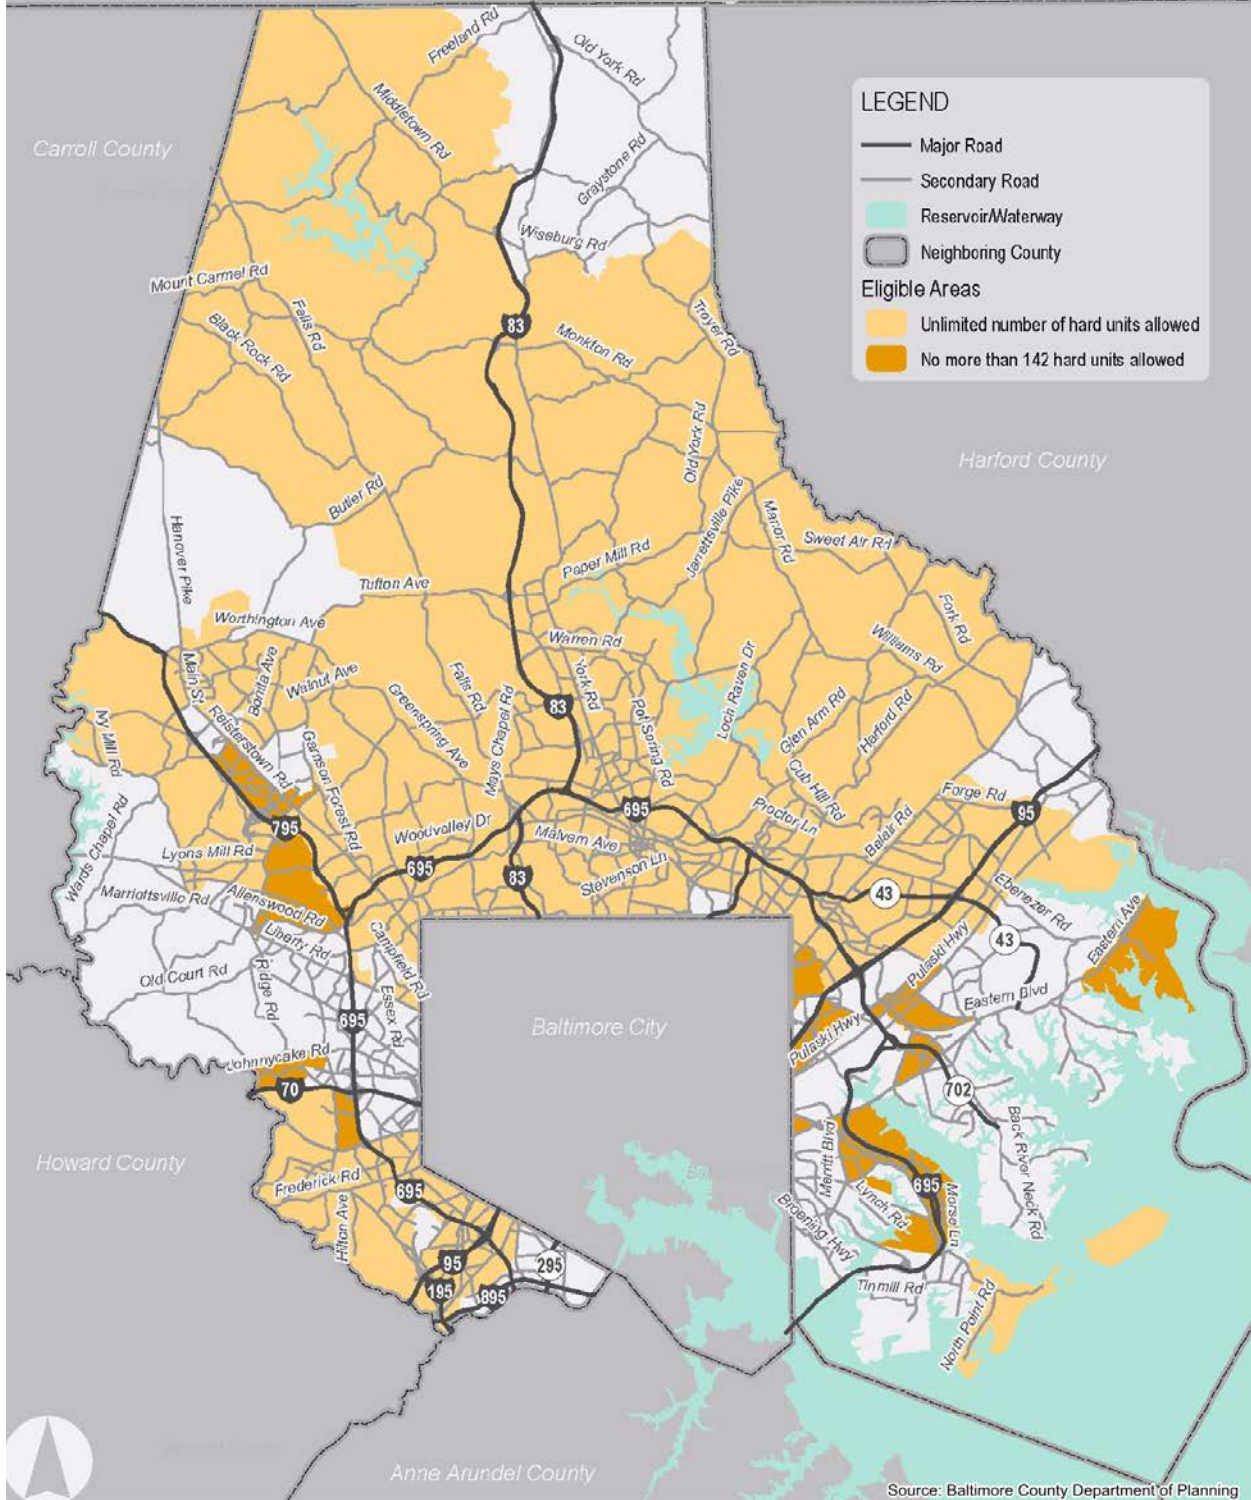 Freeland Rd
Old York Rd
Middletown Rd
LEGEND
Major Road
Secondary Road
Reservoir/Waterway
Neighboring County
Eligible Areas
Unlimited number of hard units allowed
No more than 142 hard units allowed
Carroll County
Graystone Rd
Wiseburg Rd
Mount Carmel Rd
Falls Rd
Black Rock Rd
83
Monkton Rd
Troyer Rd
Old York Rd
Harford County
Butler Rd
Hanover Pike
Jarrettsville Pike
Manor Rd
Sweet Air Rd
Paper Mill Rd
Tufton Ave
Worthington Ave
Fork Rd
Warren Rd
Williams Rd
Main St
Bonita Ave
Walnut Ave
Falls Rd
York Rd
Loch Raven Dr
Greenspring Ave
Mays Chapel Rd
83
Pot Spring Rd
Glen Arm Rd
Harford Rd
Ivy Mill Rd
Reisterstown Rd
Garrison Forest Rd
Cub Hill Rd
Forge Rd
95
695
Proctor Ln
Belair Rd
Wards Chapel Rd
795
Woodvalley Dr
Malvern Ave
Lyons Mill Rd
695
83
Stevenson Ln
43
Ebenezer Rd
Marriottsville Rd
Allenswood Rd
Liberty Rd
Campfield Rd
Eastern Ave
43
Pulaski Hwy
Old Court Rd
Ridge Rd
Essex Rd
Eastern Blvd
695
Baltimore City
Pulaski Hwy
Johnnycake Rd
70
702
Howard County
Frederick Rd
695
Merritt Blvd
Back River Neck Rd
Lynch Rd
695
Morse Ln
Hilton Ave
Broening Hwy
95
295
195
895
Tinmill Rd
North Point Rd
Anne Arundel County
Source: Baltimore County Department of Planning